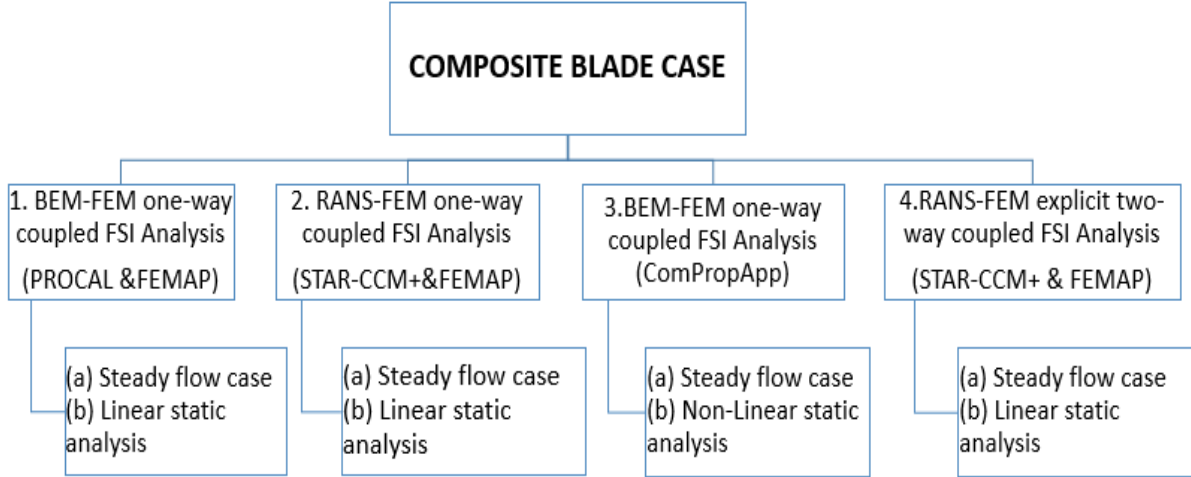 COMPOSITE BLADE CASE
1. BEM-FEM one-way
coupled FSI Analysis
(PROCAL &FEMAP)
2. RANS-FEM one-way
coupled FSI Analysis
(STAR-CCM+&FEMAP)
3.BEM-FEM one-way
coupled FSI Analysis
(ComPropApp)
4.RANS-FEM explicit two-
way coupled FSI Analysis
(STAR-CCM+ & FEMAP)
(a) Steady flow case
(b) Linear static
analysis
(a) Steady flow case
(b) Linear static
analysis
(a) Steady flow case
(b) Non-Linear static
analysis
(a) Steady flow case
(b) Linear static
analysis